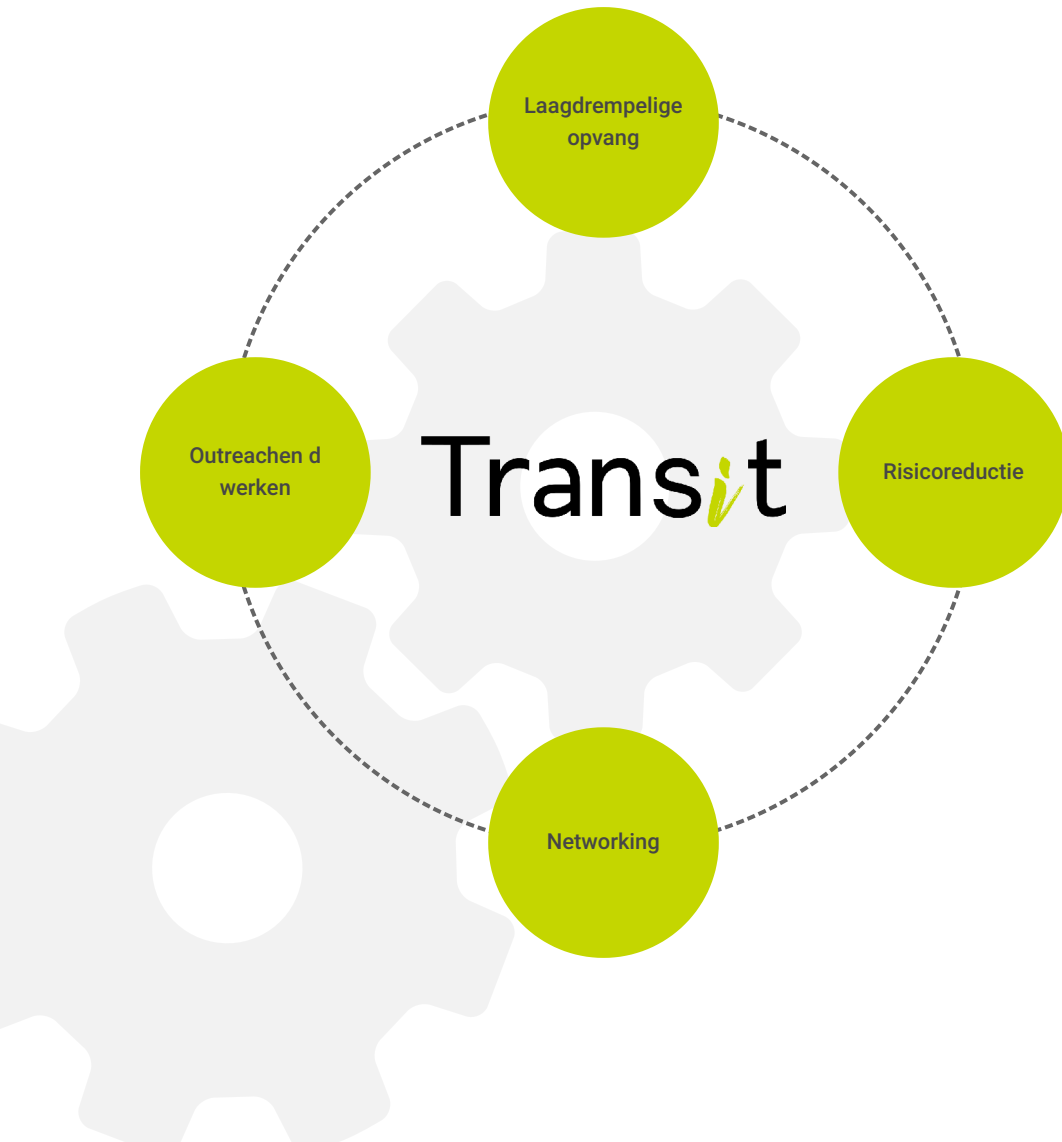 Laagdrempelige
opvang
Outreachen d
werken
Transit
Risicoreductie
Networking